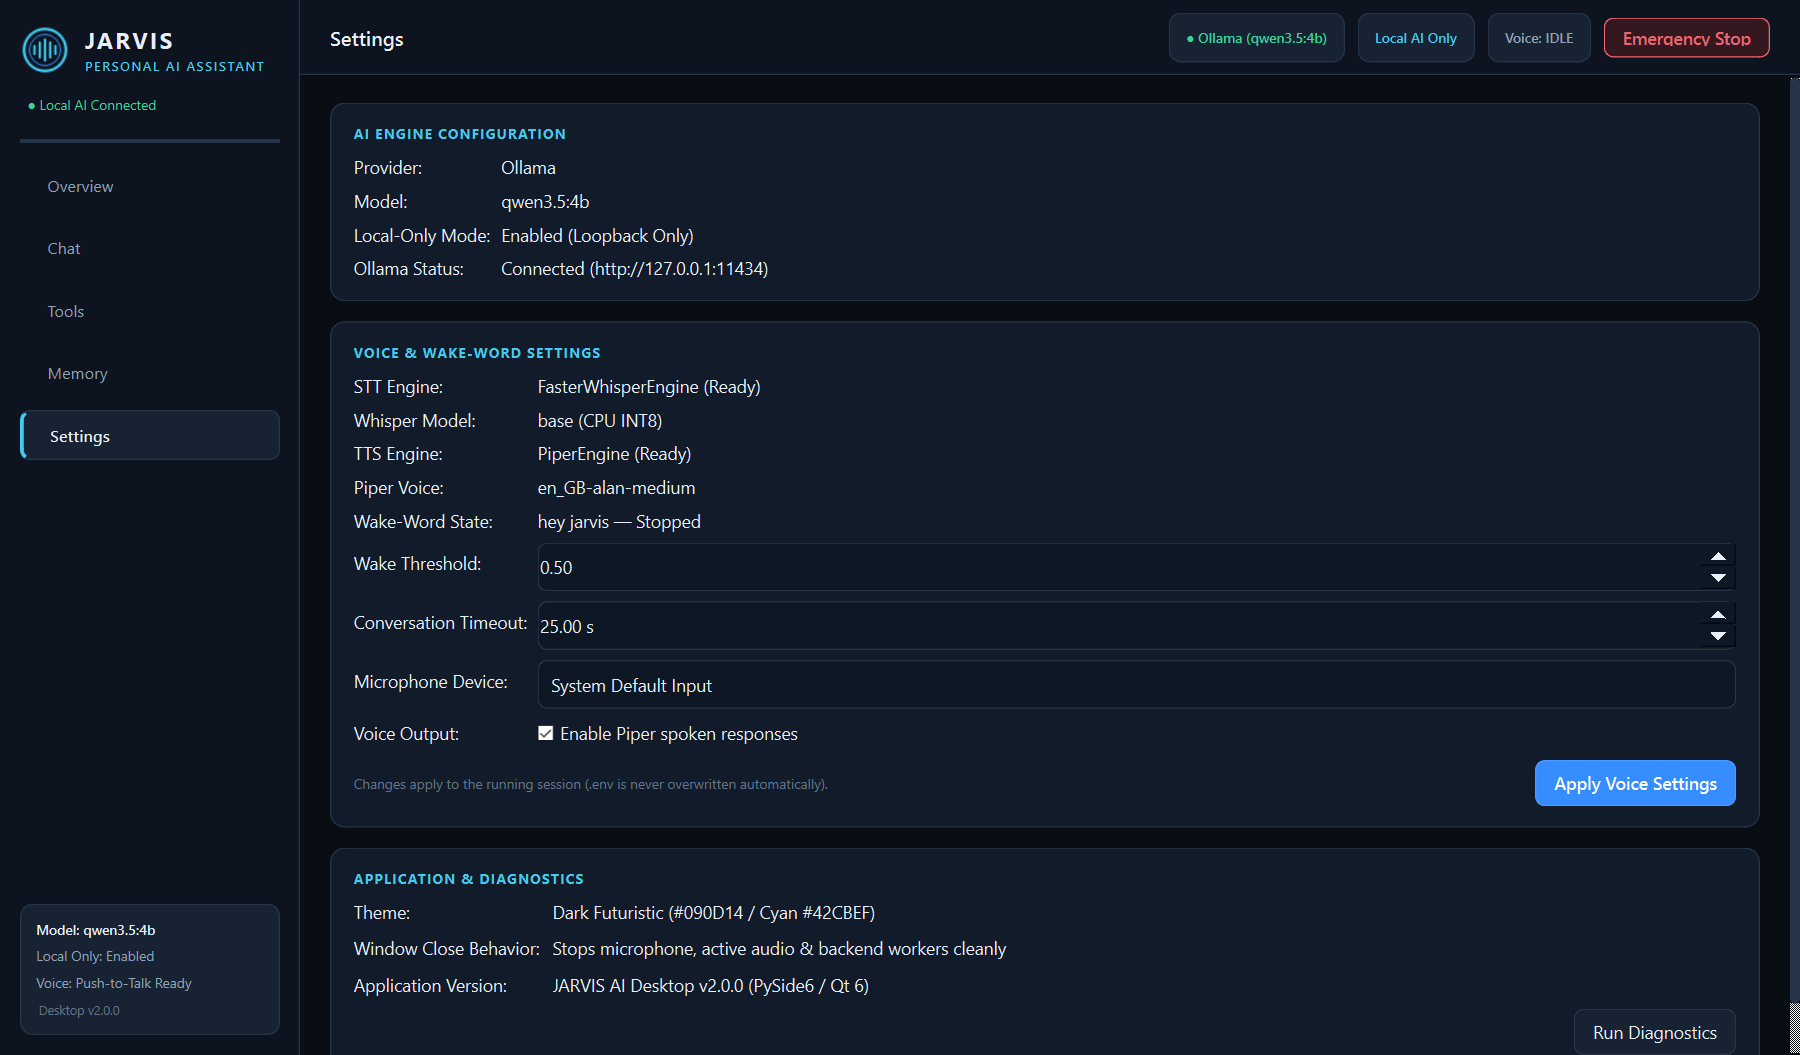 JARVIS
PERSONAL AI ASSISTANT
● Local AI Connected
Overview
Chat
Tools
Memory
Settings
Model: qwen3.5:4b
Local Only: Enabled
Voice: Push-to-Talk Ready
Desktop v2.0.0
Settings
● Ollama (qwen3.5:4b)
Local AI Only
Voice: IDLE
Emergency Stop
AI ENGINE CONFIGURATION
Provider: Ollama
Model: qwen3.5:4b
Local-Only Mode: Enabled (Loopback Only)
Ollama Status: Connected (http://127.0.0.1:11434)
VOICE & WAKE-WORD SETTINGS
STT Engine: FasterWhisperEngine (Ready)
Whisper Model: base (CPU INT8)
TTS Engine: PiperEngine (Ready)
Piper Voice: en_GB-alan-medium
Wake-Word State: hey jarvis — Stopped
Wake Threshold: 0.50
Conversation Timeout: 25.00 s
Microphone Device: System Default Input
Voice Output: Enable Piper spoken responses
Changes apply to the running session (.env is never overwritten automatically).
Apply Voice Settings
APPLICATION & DIAGNOSTICS
Theme: Dark Futuristic (#090D14 / Cyan #42CBEF)
Window Close Behavior: Stops microphone, active audio & backend workers cleanly
Application Version: JARVIS AI Desktop v2.0.0 (PySide6 / Qt 6)
Run Diagnostics